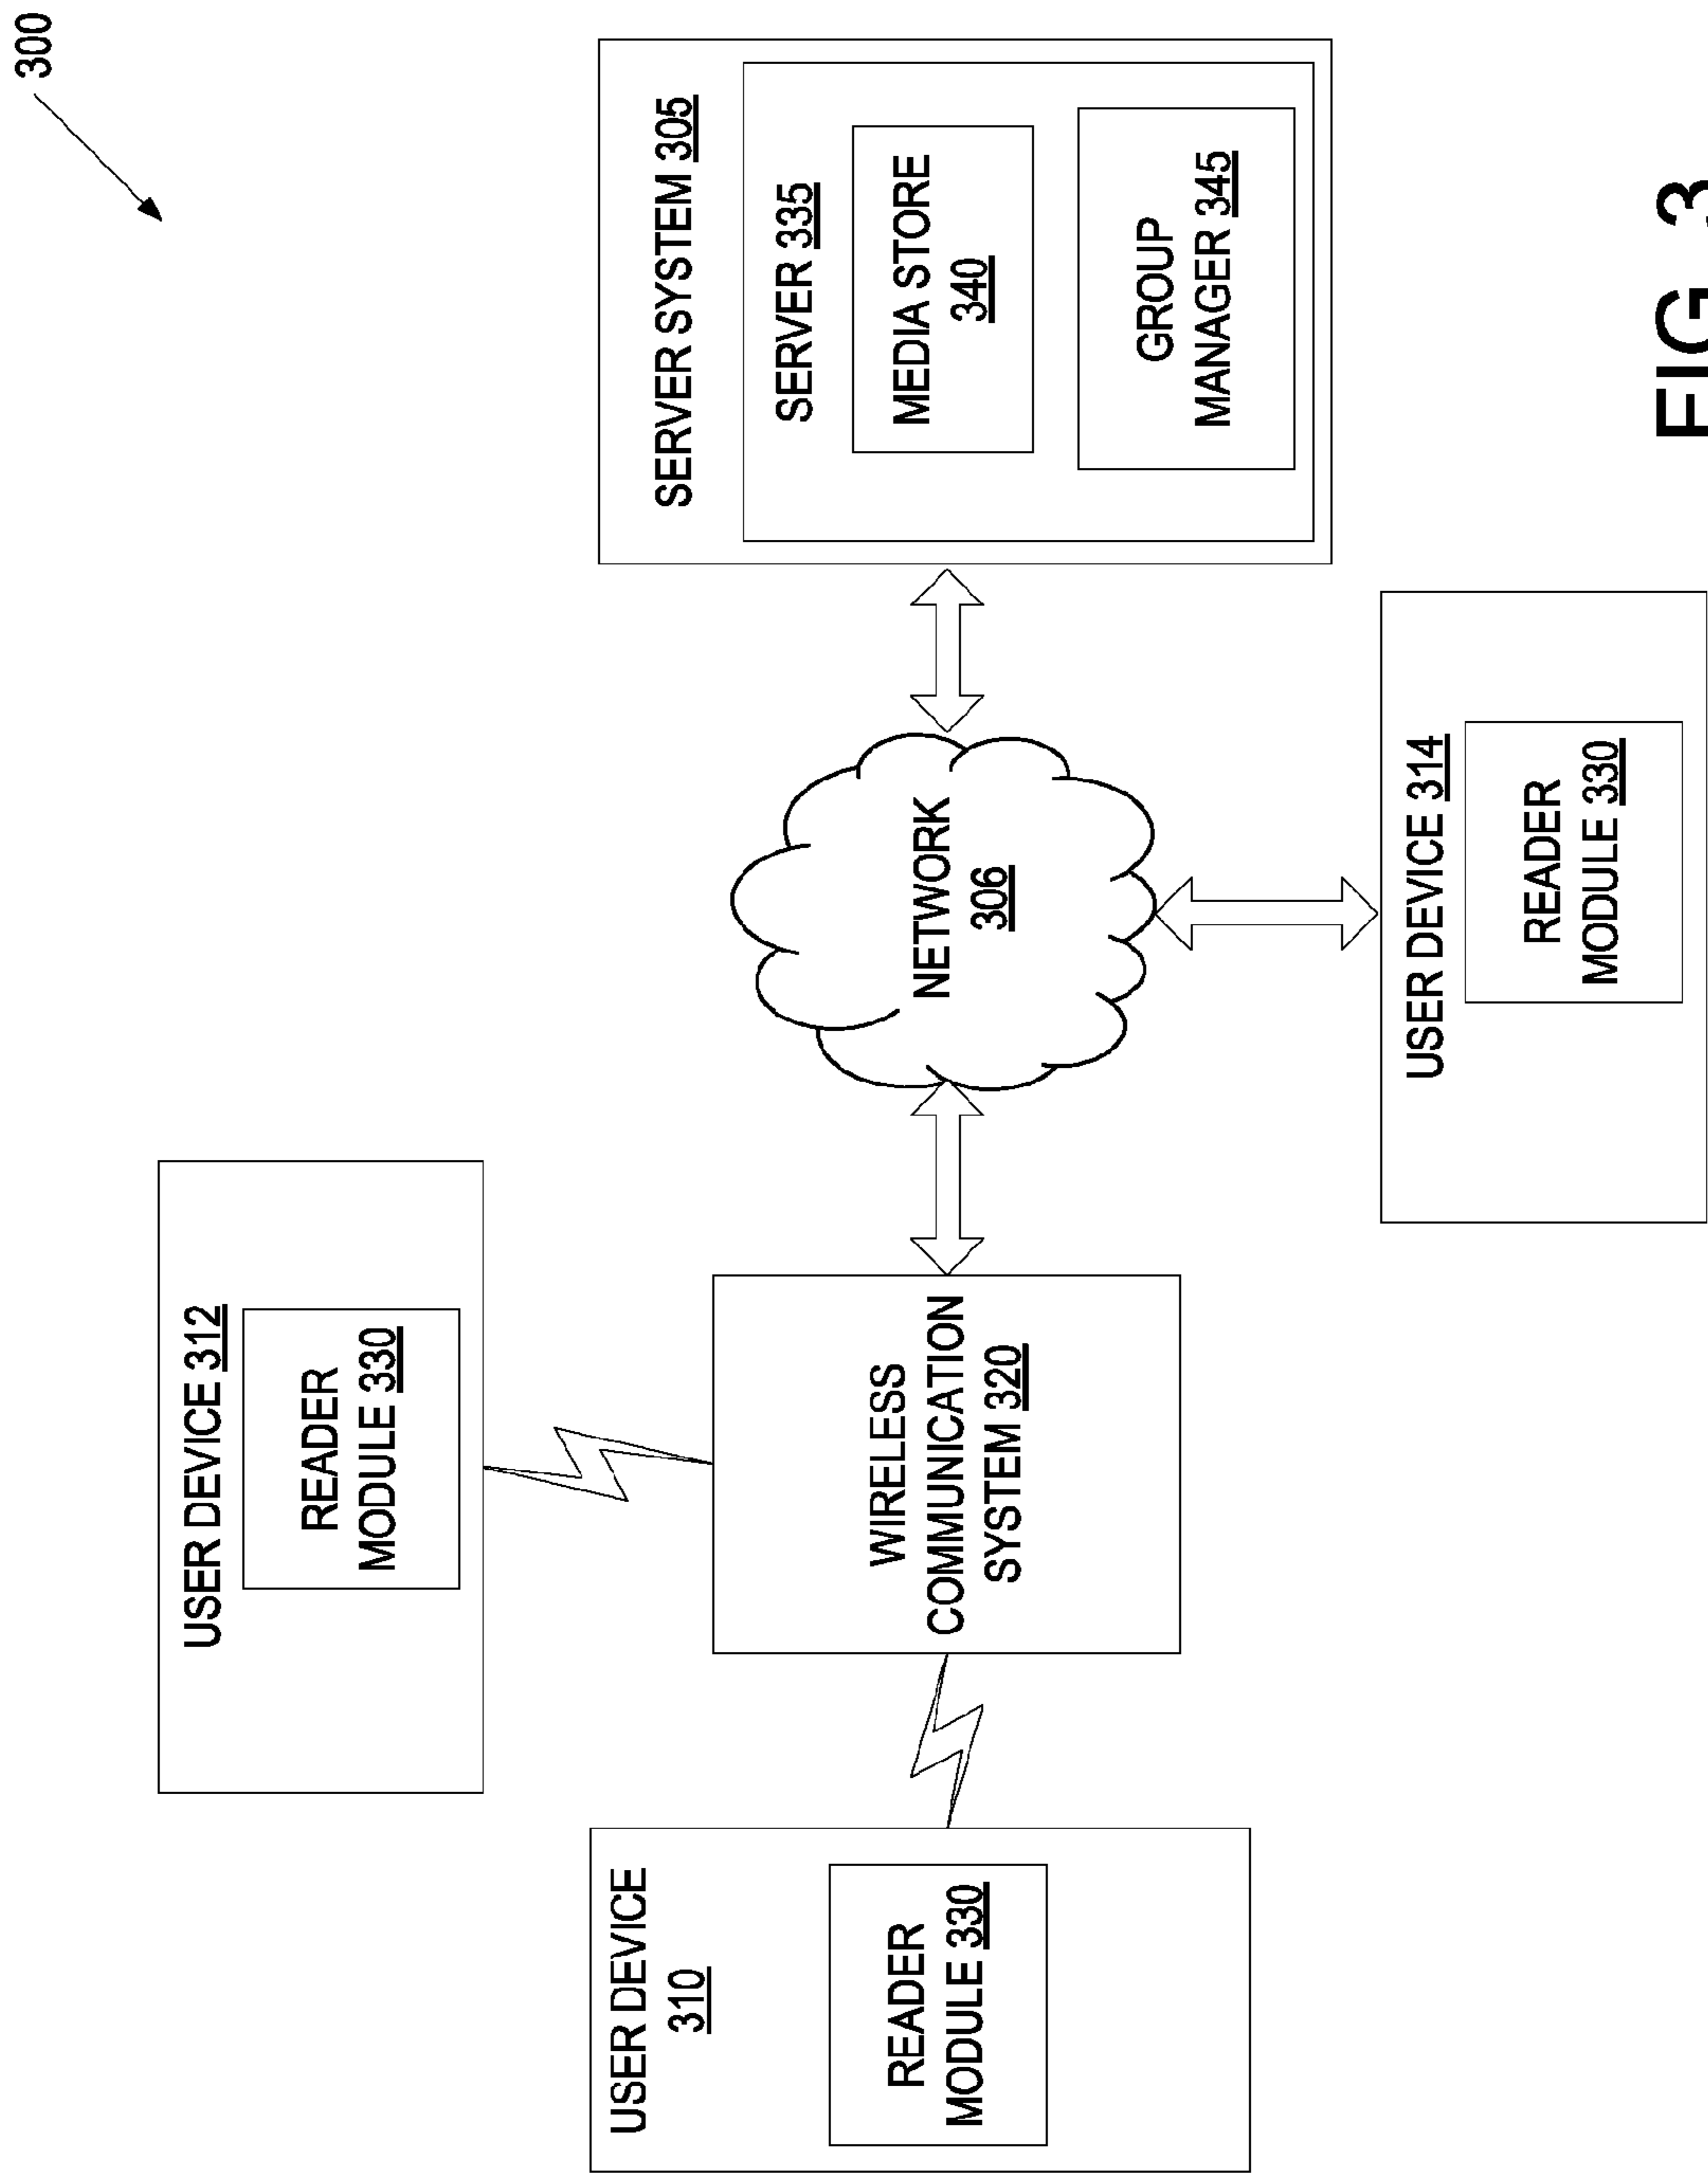 300
USER DEVICE 312
READER
MODULE 330
USER DEVICE
310
READER
MODULE 330
WIRELESS
COMMUNICATION
SYSTEM 320
NETWORK
306
SERVER SYSTEM 305
SERVER 335
MEDIA STORE
340
GROUP
MANAGER 345
USER DEVICE 314
READER
MODULE 330
FIG. 3